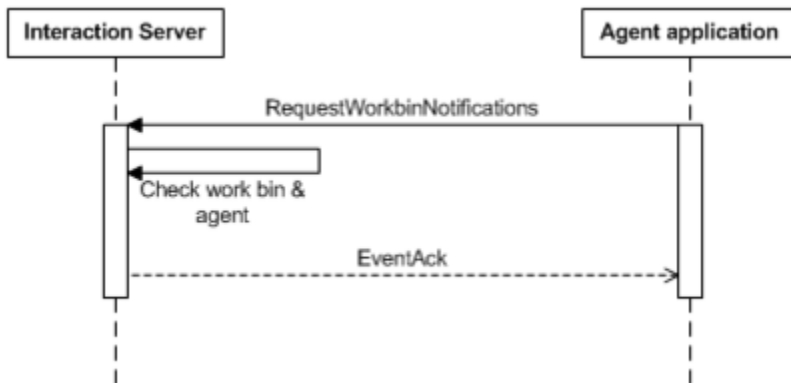 Interaction Server
Agent application
RequestWorkbinNotifications
Check work bin &
agent
EventAck